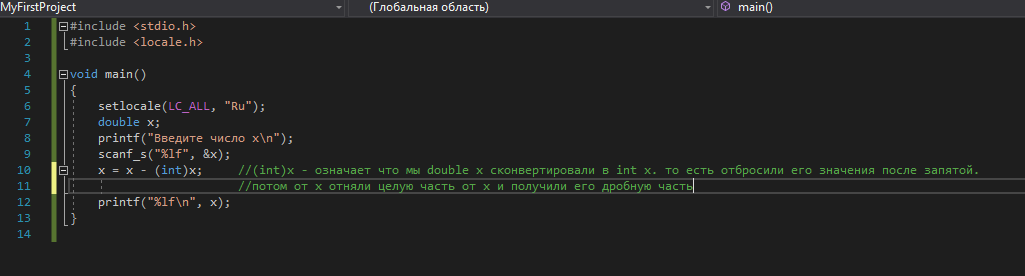 MyFirstProject (Глобальная область) main()
1 #include <stdio.h>
2 #include <locale.h>
3
4 void main()
5 {
6 setlocale(LC_ALL, "Ru");
7 double x;
8 printf("Введите число x\n");
9 scanf_s("%lf", &x);
10 x = x - (int)x; //(int)x - означает что мы double x сконвертировали в int x. то есть отбросили его значения после запятой.
11 //потом от x отняли целую часть от x и получили его дробную часть
12 printf("%lf\n", x);
13 }
14